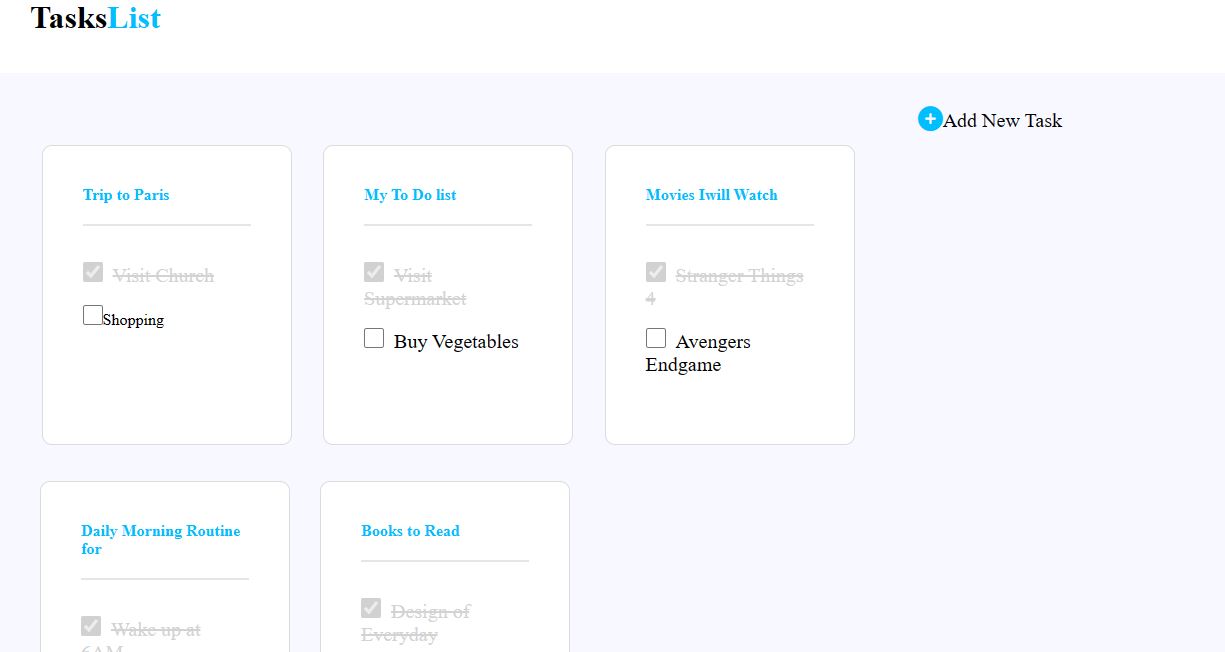 TasksList
Add New Task
Trip to Paris
Visit Church
Shopping
My To Do list
Visit
Supermarket
Buy Vegetables
Movies Iwill Watch
Stranger Things
4
Avengers
Endgame
Daily Morning Routine
for
Wake up at
6AM
Books to Read
Design of
Everyday